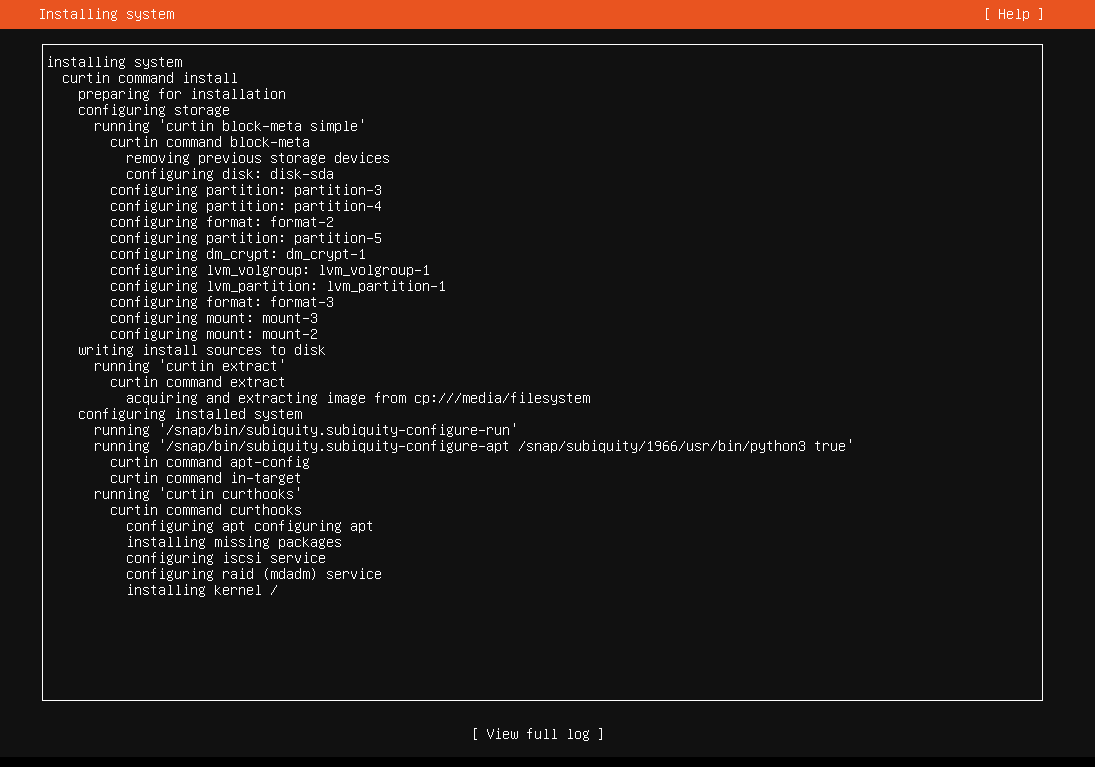 Installing system [ Help ]
installing system
curtin command install
preparing for installation
configuring storage
running 'curtin block-meta simple'
curtin command block-meta
removing previous storage devices
configuring disk: disk-sda
configuring partition: partition-3
configuring partition: partition-4
configuring format: format-2
configuring partition: partition-5
configuring dm_crypt: dm_crypt-1
configuring lvm_volgroup: lvm_volgroup-1
configuring lvm_partition: lvm_partition-1
configuring format: format-3
configuring mount: mount-3
configuring mount: mount-2
writing install sources to disk
running 'curtin extract'
curtin command extract
acquiring and extracting image from cp:///media/filesystem
configuring installed system
running '/snap/bin/subiquity.subiquity-configure-run'
running '/snap/bin/subiquity.subiquity-configure-apt /snap/subiquity/1966/usr/bin/python3 true'
curtin command apt-config
curtin command in-target
running 'curtin curthooks'
curtin command curthooks
configuring apt configuring apt
installing missing packages
configuring iscsi service
configuring raid (mdadm) service
installing kernel /
[ View full log ]